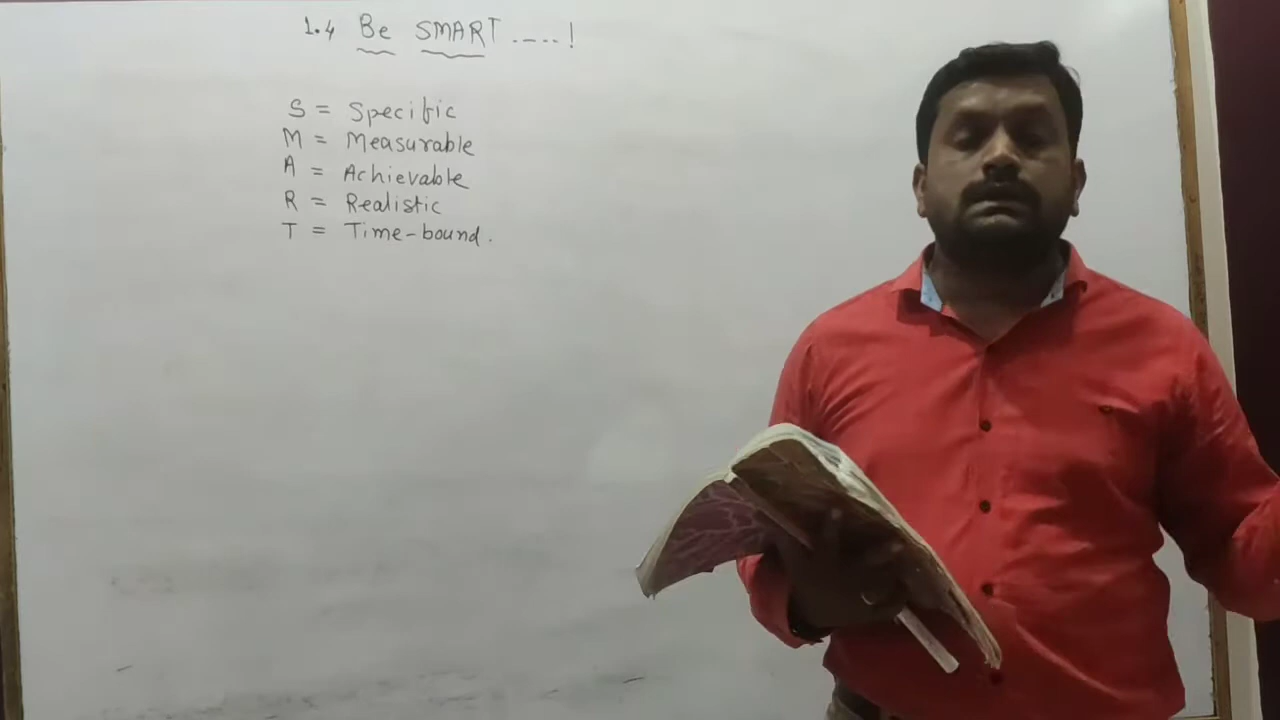 1.4 Be SMART ----!
S = Specific
M = Measurable
A = Achievable
R = Realistic
T = Time-bound.